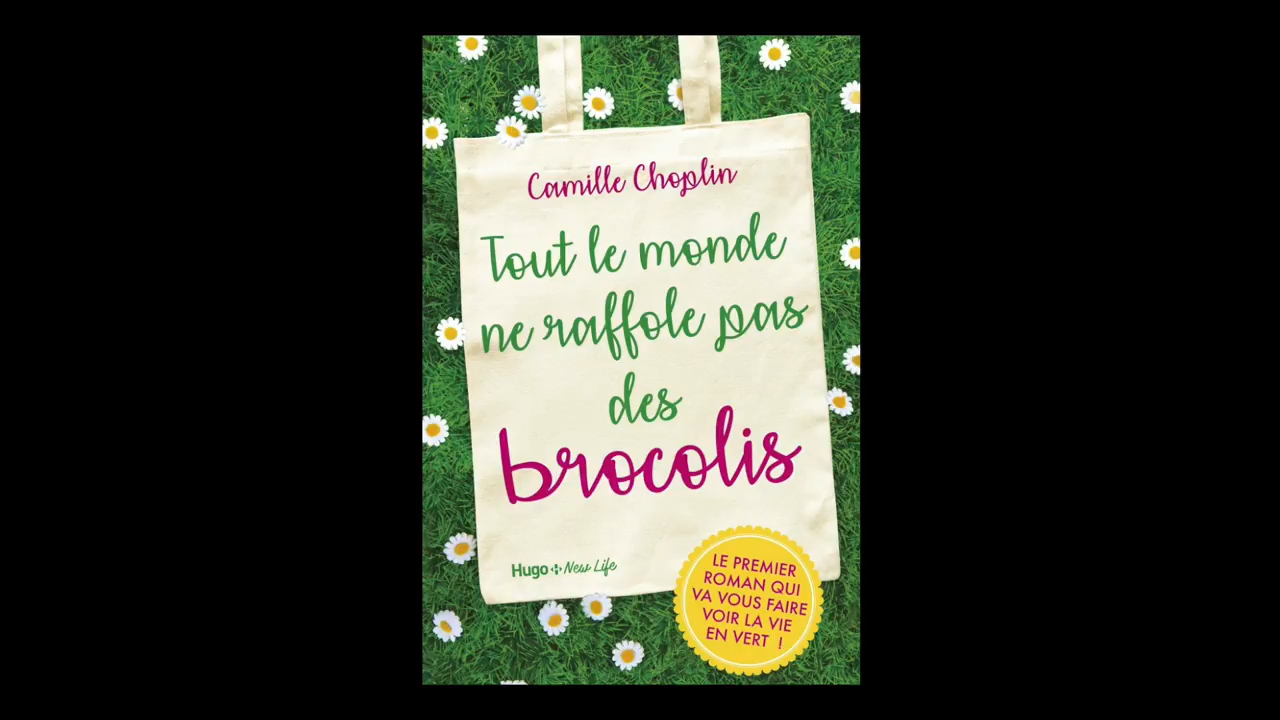 Camille Choplin
Tout le monde
ne raffole pas
des
brocolis
Hugo New Life
LE PREMIER
ROMAN QUI
VA VOUS FAIRE
VOIR LA VIE
EN VERT !